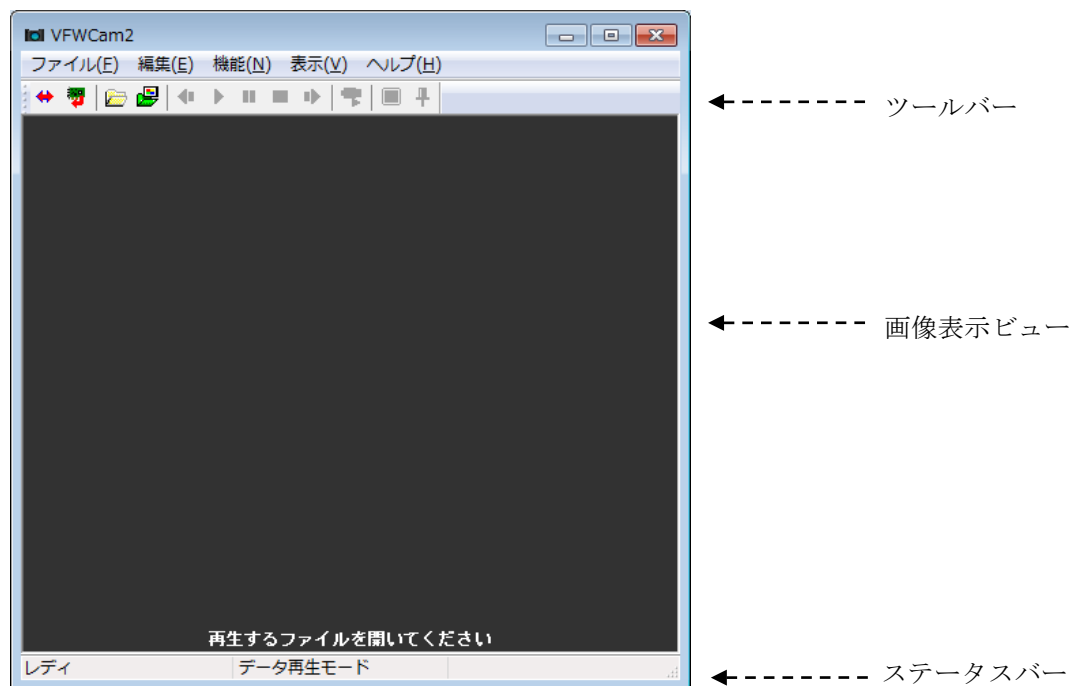 VFWCam2
ファイル(F) 編集(E) 機能(N) 表示(V) ヘルプ(H)
ツールバー
画像表示ビュー
再生するファイルを開いてください
レディ データ再生モード
ステータスバー